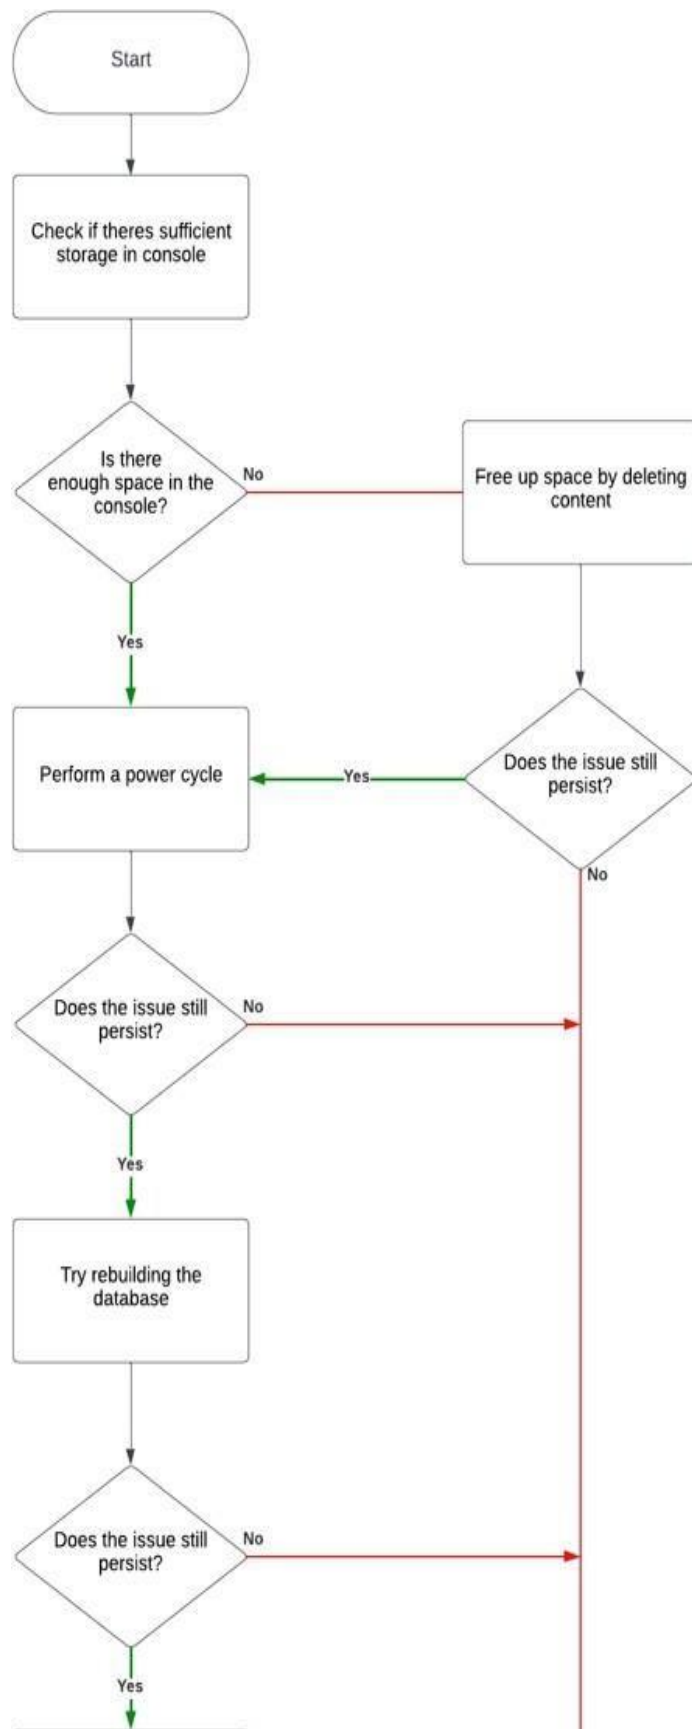 Start
Check if theres sufficient
storage in console
Is there
enough space in the
console?
No
Free up space by deleting
content
Yes
Perform a power cycle
Yes
Does the issue still
persist?
No
Does the issue still
persist?
No
Yes
Try rebuilding the
database
Does the issue still
persist?
No
Yes